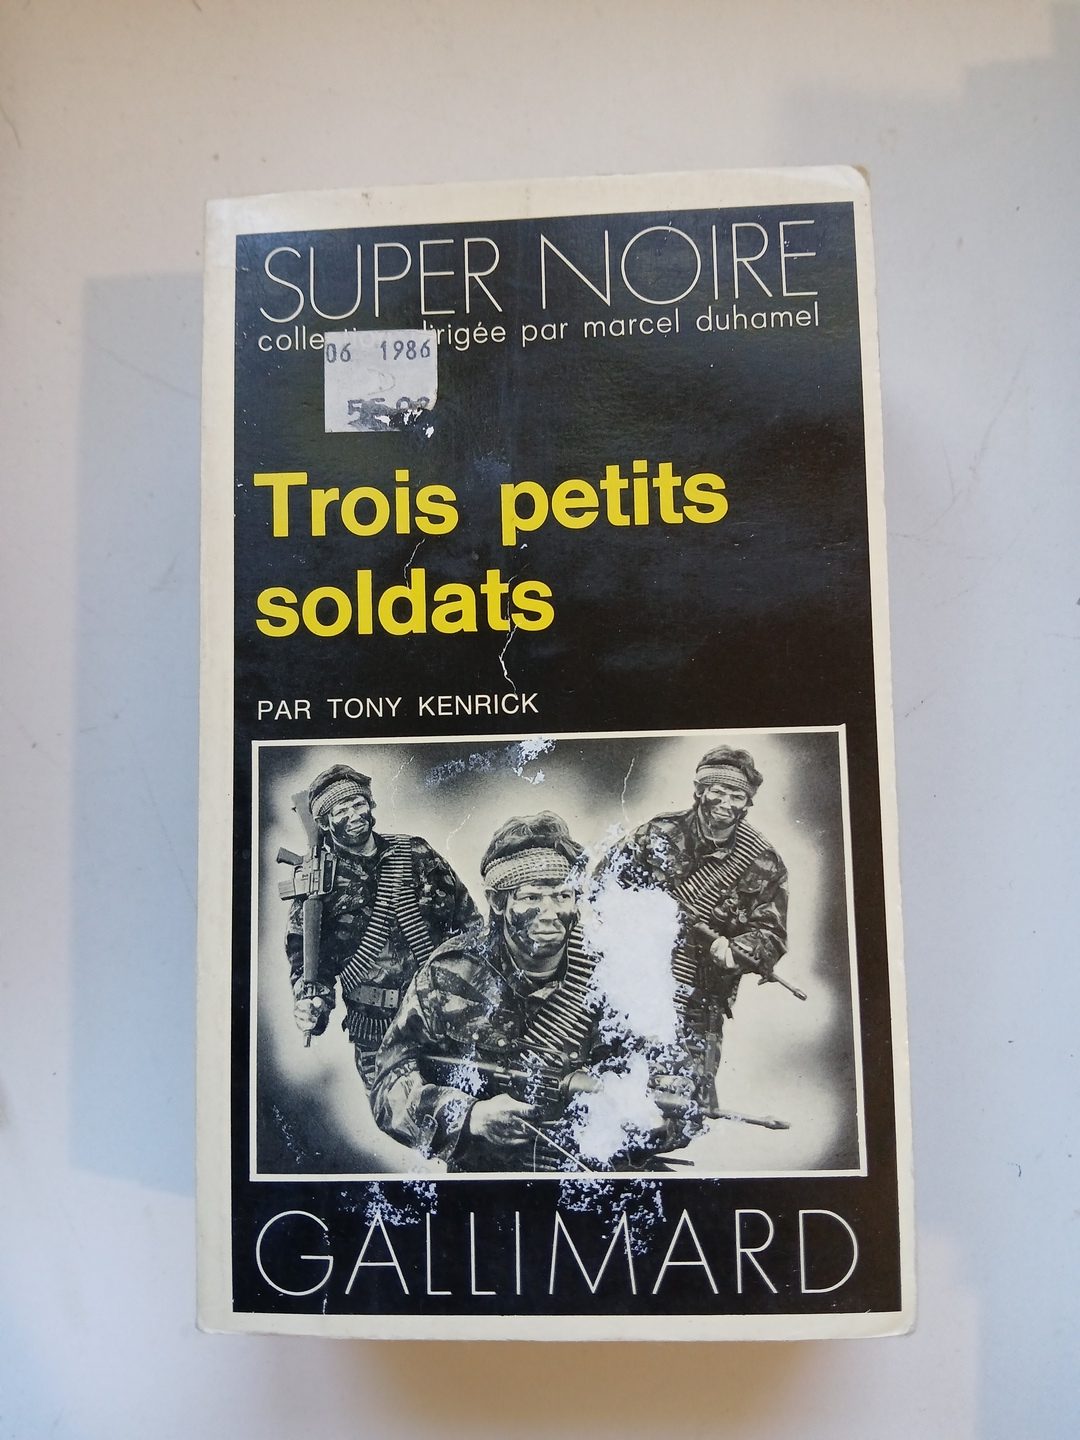 SUPER NOIRE
collection dirigée par marcel duhamel
06 1986
Trois petits
soldats
PAR TONY KENRICK
GALLIMARD